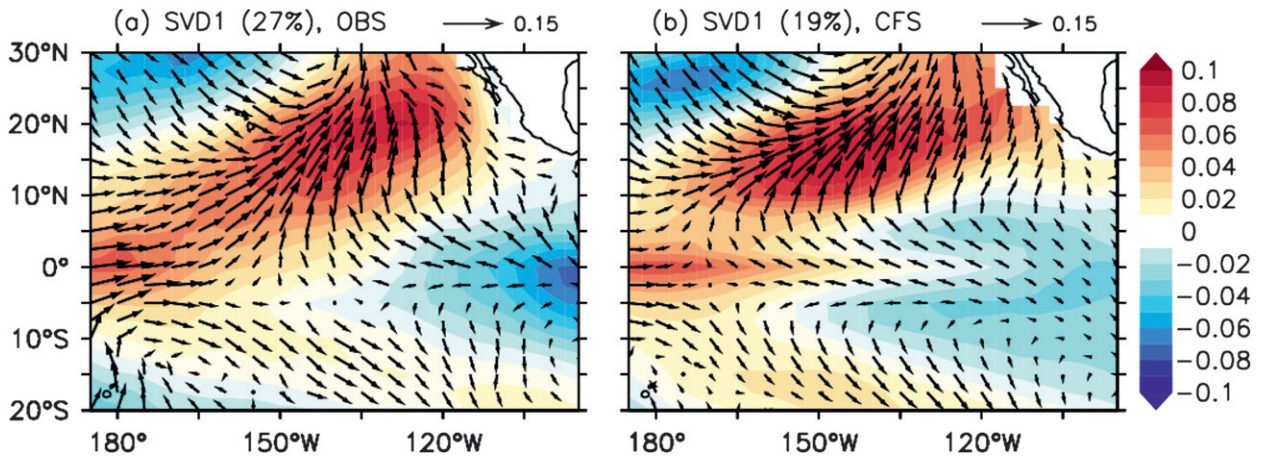 (a) SVD1 (27%), OBS 0.15
(b) SVD1 (19%), CFS 0.15
30°N
20°N
10°N
0°
10°S
20°S
180° 150°W 120°W
180° 150°W 120°W
0.1
0.08
0.06
0.04
0.02
0
−0.02
−0.04
−0.06
−0.08
−0.1